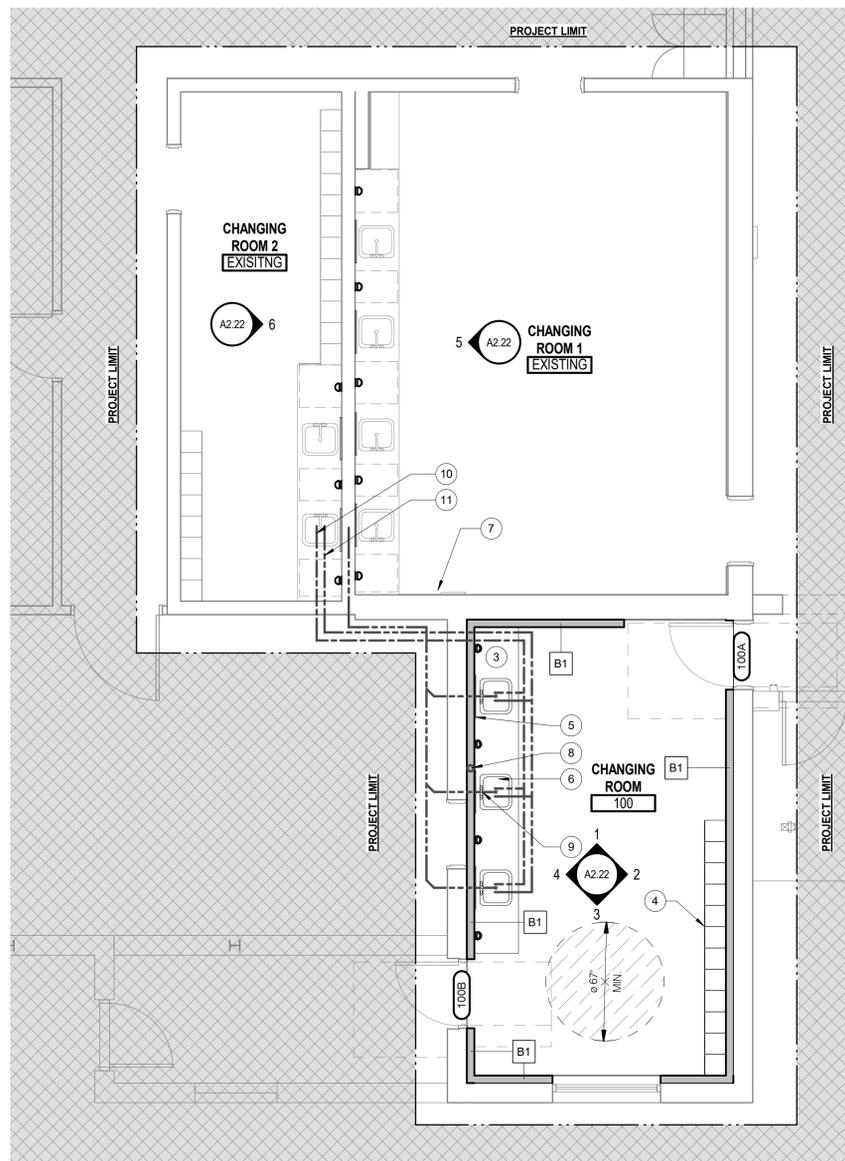 PROJECT LIMIT
CHANGING
ROOM 2
EXISITNG
A2.22
6
5
A2.22
CHANGING
ROOM 1
EXISTING
PROJECT LIMIT
PROJECT LIMIT
10
11
7
3
B1
100A
5
8
6
9
CHANGING
ROOM
100
B1
PROJECT LIMIT
PROJECT LIMIT
1
4
A2.22
2
3
4
B1
ø 67"
MIN.
100B
B1